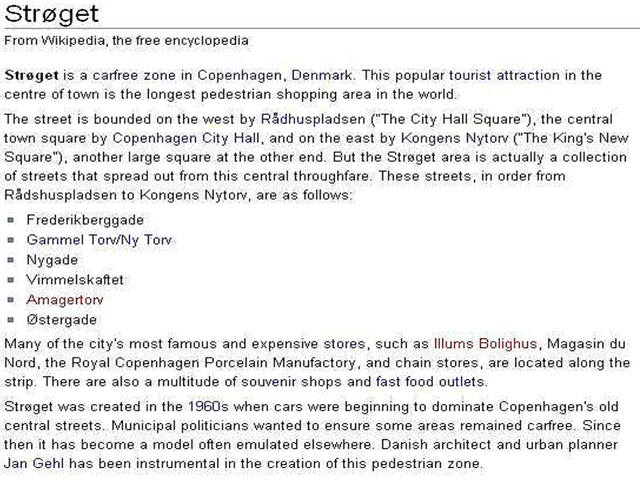 Strøget
From Wikipedia, the free encyclopedia
Strøget is a carfree zone in Copenhagen, Denmark. This popular tourist attraction in the
centre of town is the longest pedestrian shopping area in the world.
The street is bounded on the west by Rådhuspladsen ("The City Hall Square"), the central
town square by Copenhagen City Hall, and on the east by Kongens Nytorv ("The King's New
Square"), another large square at the other end. But the Strøget area is actually a collection
of streets that spread out from this central throughfare. These streets, in order from
Rådshuspladsen to Kongens Nytorv, are as follows:
Frederikberggade
Gammel Torv/Ny Torv
Nygade
Vimmelskaftet
Amagertorv
Østergade
Many of the city's most famous and expensive stores, such as Illums Bolighus, Magasin du
Nord, the Royal Copenhagen Porcelain Manufactory, and chain stores, are located along the
strip. There are also a multitude of souvenir shops and fast food outlets.
Strøget was created in the 1960s when cars were beginning to dominate Copenhagen's old
central streets. Municipal politicians wanted to ensure some areas remained carfree. Since
then it has become a model often emulated elsewhere. Danish architect and urban planner
Jan Gehl has been instrumental in the creation of this pedestrian zone.